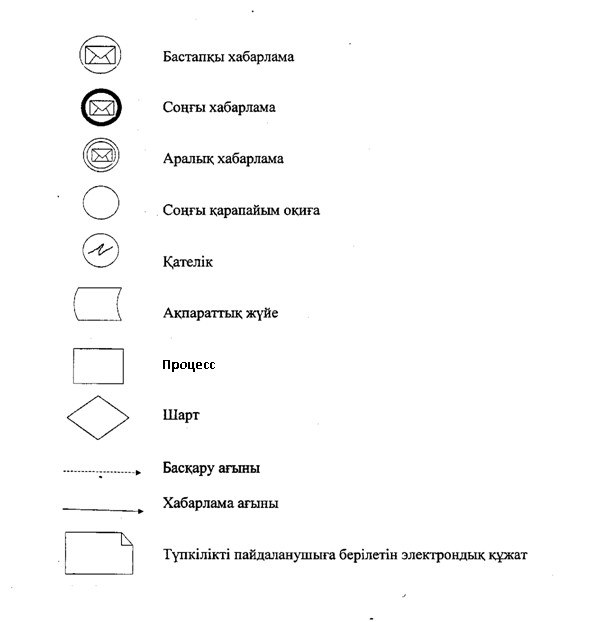 Бастапқы хабарлама
Соңғы хабарлама
Аралық хабарлама
Соңғы қарапайым оқиға
Қателік
Ақпараттық жүйе
Процесс
Шарт
Басқару ағыны
Хабарлама ағыны
Түпкілікті пайдаланушыға берілетін электрондық құжат